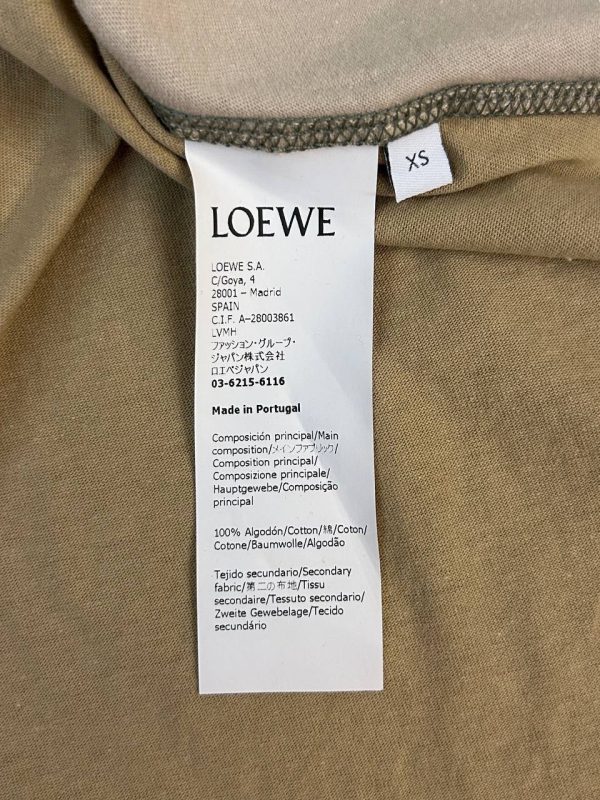 XS
LOEWE
LOEWE S.A.
C/Goya, 4
28001 – Madrid
SPAIN
C.I.F. A–28003861
LVMH
ファッション・グループ・
ジャパン株式会社
ロエベジャパン
03-6215-6116
Made in Portugal
Composición principal/Main
composition/メインファブリック/
Composition principal/
Composizione principale/
Hauptgewebe/Composição
principal
100% Algodón/Cotton/綿/Coton/
Cotone/Baumwolle/Algodão
Tejido secundario/Secondary
fabric/第二の布地/Tissu
secondaire/Tessuto secondario/
Zweite Gewebelage/Tecido
secundário